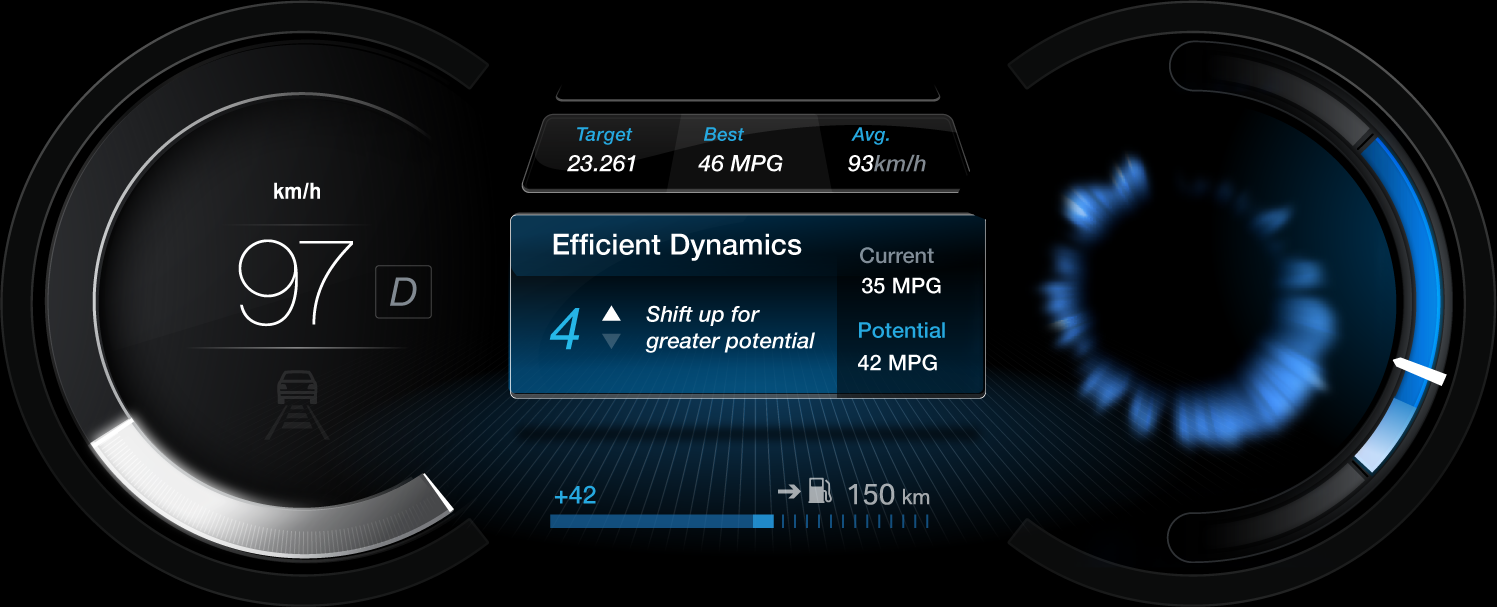 km/h
97
D
Target Best Avg.
23.261 46 MPG 93km/h
Efficient Dynamics
4
Shift up for
greater potential
Current
35 MPG
Potential
42 MPG
+42
150 km